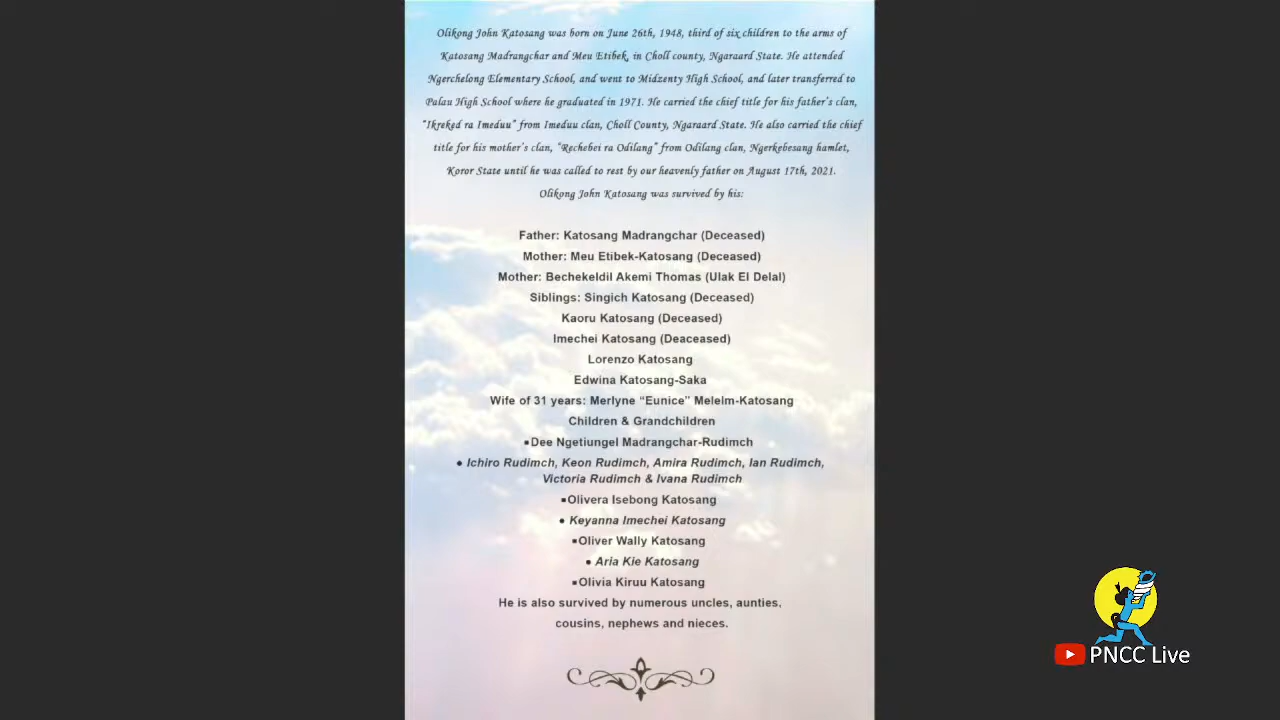 Olikong John Katosang was born on June 26th, 1948, third of six children to the arms of
Katosang Madrangchar and Meu Etibek, in Choll county, Ngaraard State. He attended
Ngerchelong Elementary School, and went to Midzenty High School, and later transferred to
Palau High School where he graduated in 1971. He carried the chief title for his father's clan,
"Ikreked ra Imeduu" from Imeduu clan, Choll County, Ngaraard State. He also carried the chief
title for his mother's clan, "Rechebei ra Odilang" from Odilang clan, Ngerkebesang hamlet,
Koror State until he was called to rest by our heavenly father on August 17th, 2021.
Olikong John Katosang was survived by his:
Father: Katosang Madrangchar (Deceased)
Mother: Meu Etibek-Katosang (Deceased)
Mother: Bechekeldil Akemi Thomas (Ulak El Delal)
Siblings: Singich Katosang (Deceased)
Kaoru Katosang (Deceased)
Imechei Katosang (Deaceased)
Lorenzo Katosang
Edwina Katosang-Saka
Wife of 31 years: Merlyne “Eunice” Melelm-Katosang
Children & Grandchildren
▪Dee Ngetiungel Madrangchar-Rudimch
• Ichiro Rudimch, Keon Rudimch, Amira Rudimch, Ian Rudimch,
Victoria Rudimch & Ivana Rudimch
▪Olivera Isebong Katosang
• Keyanna Imechei Katosang
▪Oliver Wally Katosang
• Aria Kie Katosang
▪Olivia Kiruu Katosang
He is also survived by numerous uncles, aunties,
cousins, nephews and nieces.
PNCC Live